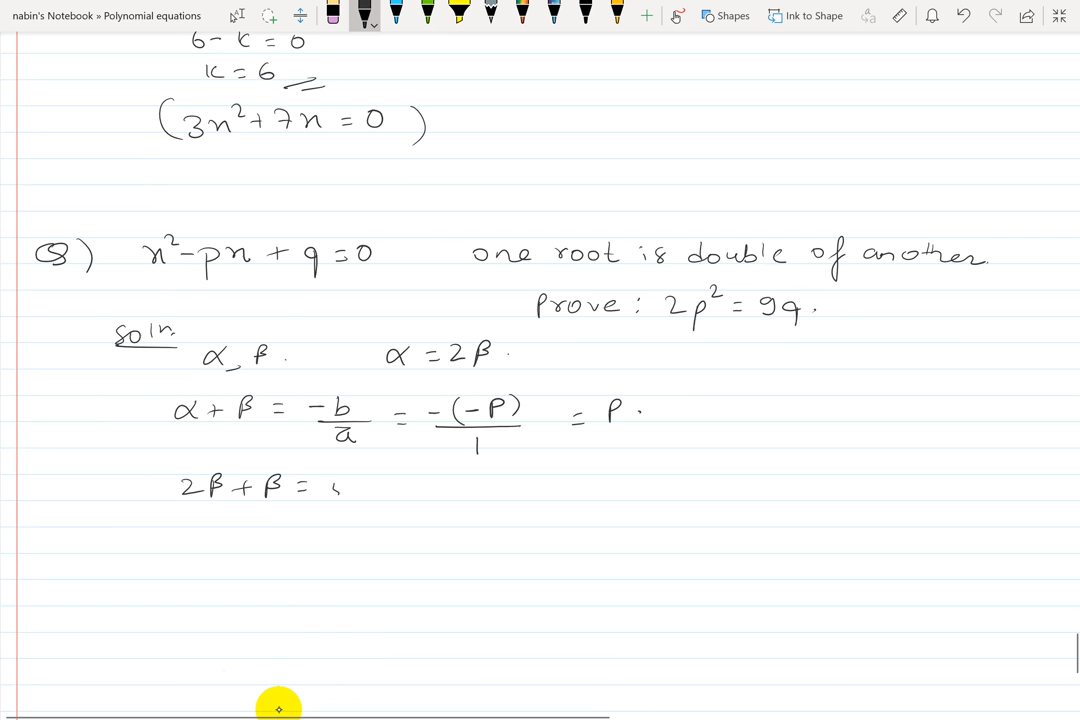 nabin's Notebook » Polynomial equations
Shapes
Ink to Shape
6 - k = 0
k = 6
(3x² + 7x = 0)
Q) x² - px + q = 0 one root is double of another.
Prove : 2p² = 9q.
Soln.
α, β. α = 2β.
α + β = -b/a = -(-P)/1 = P.
2β + β =